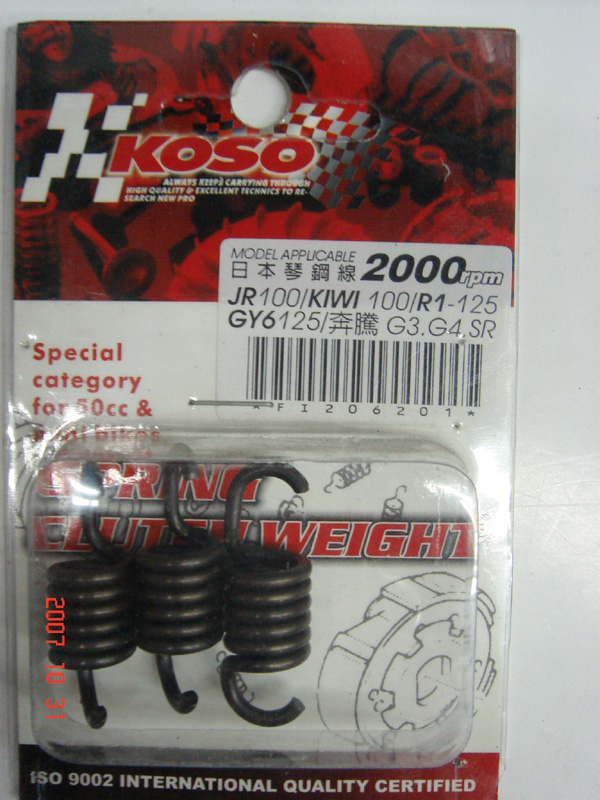 KOSO
ALWAYS KEEPS CARRYING THROUGH
HIGH QUALITY & EXCELLENT TECHNICS TO RE-
SEARCH NEW PRO
MODEL APPLICABLE
日本琴鋼線 2000rpm
JR100/KIWI 100/R1-125
GY6125/奔騰 G3.G4.SR
*FI206201*
Special
category
for 50cc &
mini bikes
SPRING
CLUTCH WEIGHT
2007 10 31
ISO 9002 INTERNATIONAL QUALITY CERTIFIED